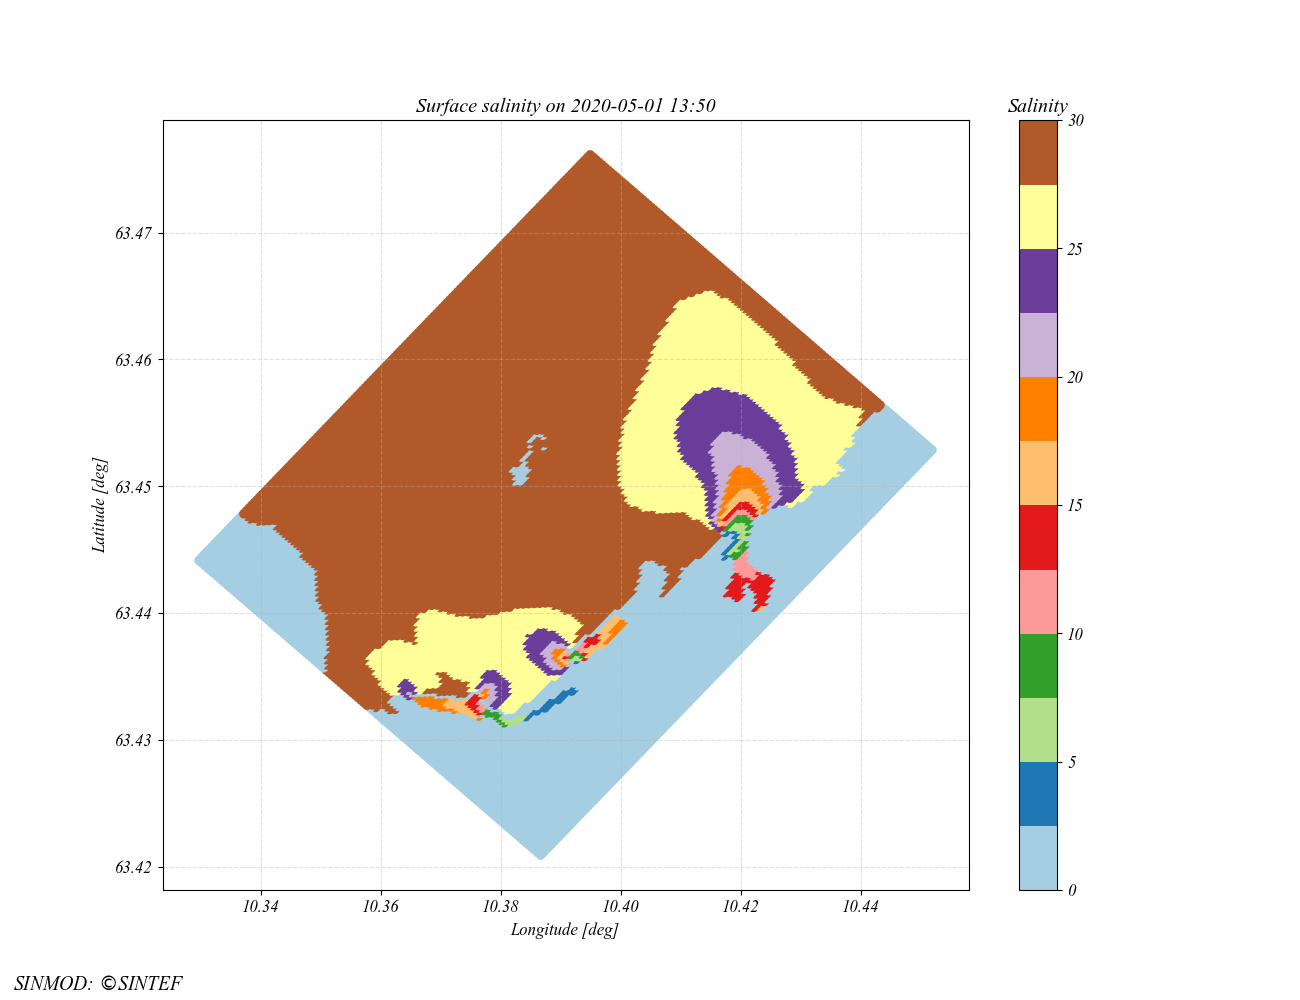 Surface salinity on 2020-05-01 13:50
Salinity
30
25
20
15
10
5
0
63.47
63.46
63.45
63.44
63.43
63.42
Latitude [deg]
10.34 10.36 10.38 10.40 10.42 10.44
Longitude [deg]
SINMOD: ©SINTEF